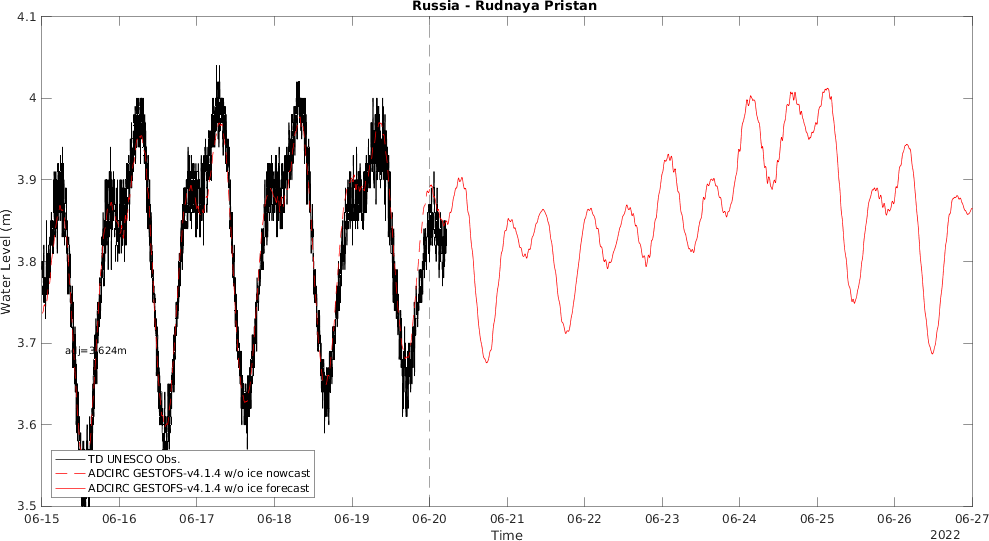 Russia - Rudnaya Pristan
4.1
4
3.9
3.8
3.7
3.6
3.5
Water Level (m)
adj=3.624m
TD UNESCO Obs.
ADCIRC GESTOFS-v4.1.4 w/o ice nowcast
ADCIRC GESTOFS-v4.1.4 w/o ice forecast
06-15 06-16 06-17 06-18 06-19 06-20 06-21 06-22 06-23 06-24 06-25 06-26 06-27
Time
2022